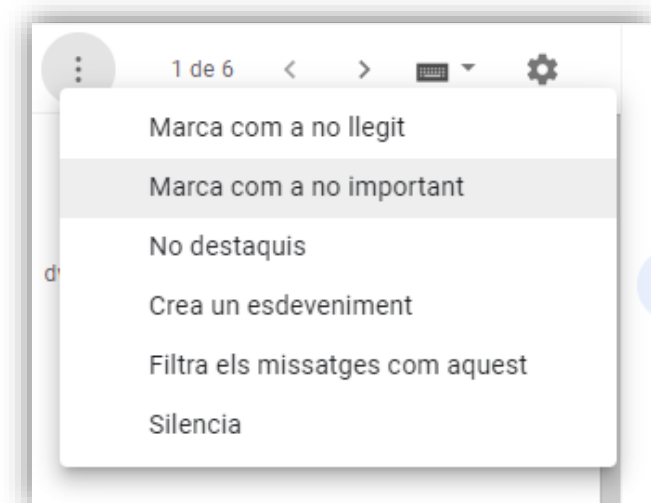 1 de 6
Marca com a no llegit
Marca com a no important
No destaquis
Crea un esdeveniment
Filtra els missatges com aquest
Silencia